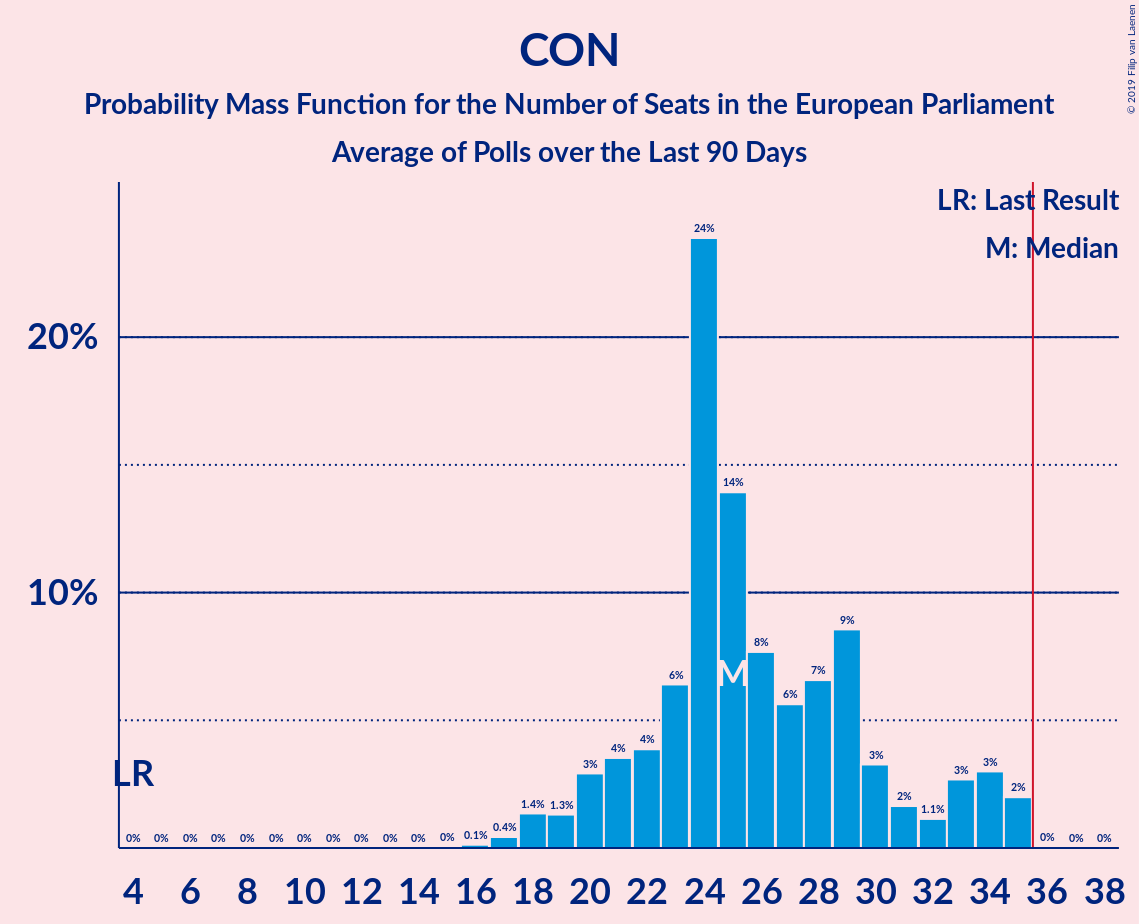 CON
Probability Mass Function for the Number of Seats in the European Parliament
Average of Polls over the Last 90 Days
© 2019 Filip van Laenen
LR: Last Result
M: Median
24%
20%
14%
10%
9%
8%
7%
6%
6%
M
4%
4%
3%
3%
3%
3%
2%
2%
1.4%
1.3%
1.1%
LR
0% 0% 0% 0% 0% 0% 0% 0% 0% 0% 0% 0% 0.1% 0.4% 0% 0% 0%
4 6 8 10 12 14 16 18 20 22 24 26 28 30 32 34 36 38